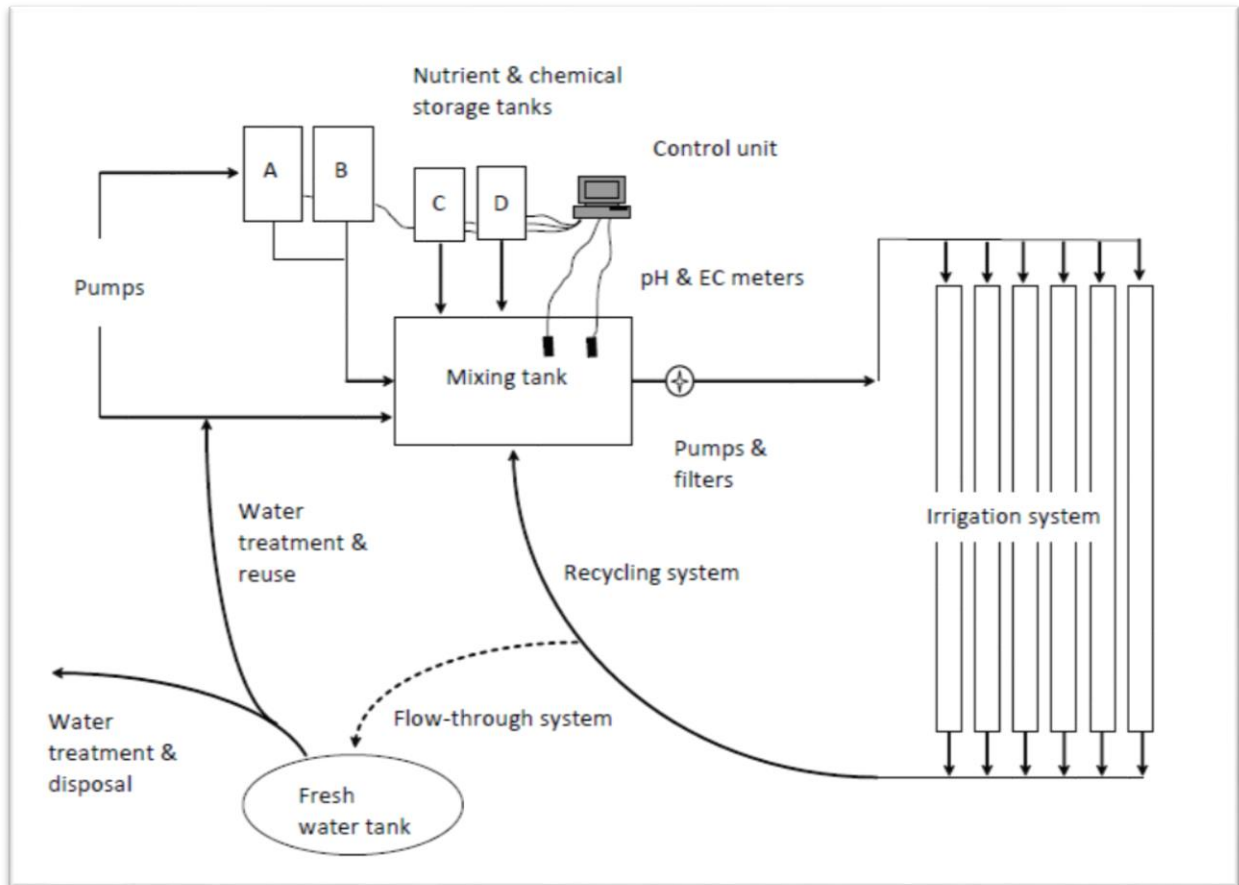 Nutrient & chemical
storage tanks
Control unit
A
B
C
D
Pumps
pH & EC meters
Mixing tank
Pumps &
filters
Irrigation system
Water
treatment &
reuse
Recycling system
Flow-through system
Water
treatment &
disposal
Fresh
water tank